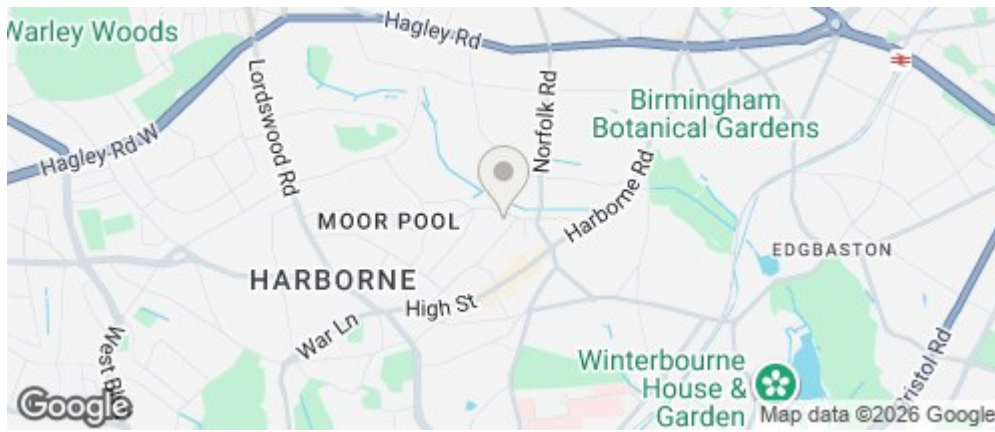 Warley Woods
Hagley Rd
Lordswood Rd
Norfolk Rd
Birmingham
Botanical Gardens
Hagley Rd W
Harborne Rd
MOOR POOL
EDGBASTON
HARBORNE
High St
War Ln
West Blvd
Bristol Rd
Winterbourne
House &
Garden
Google
Map data ©2026 Google